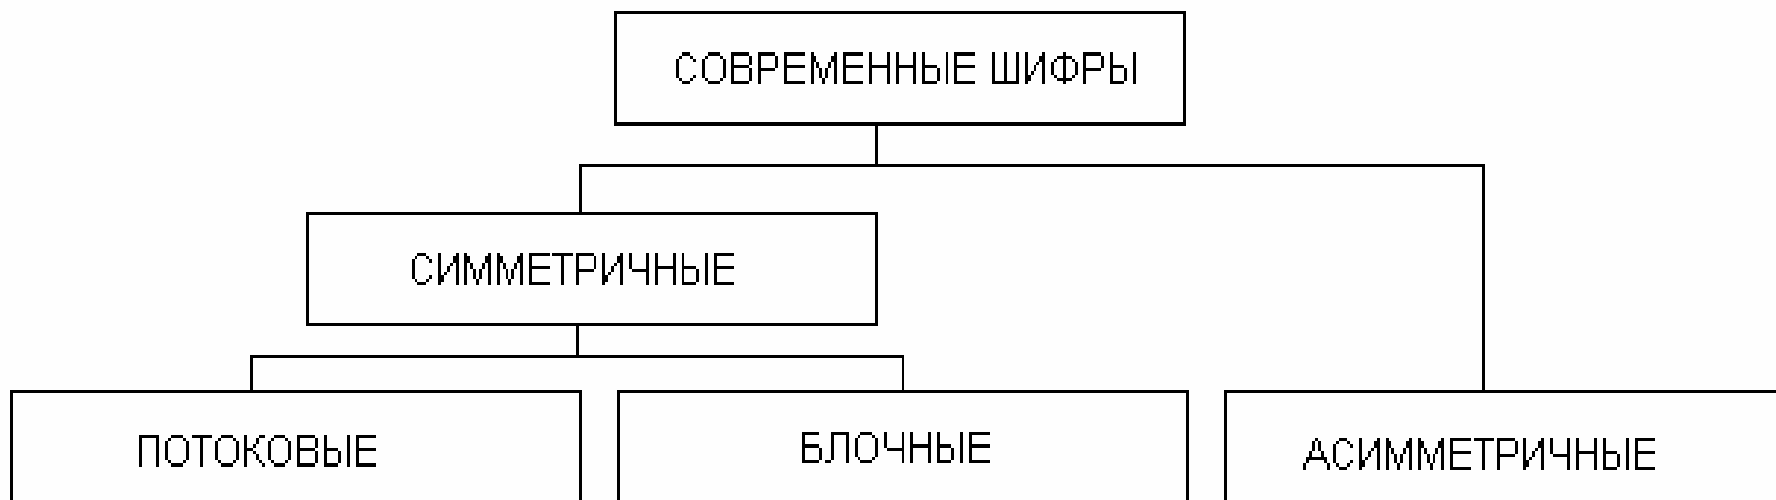 СОВРЕМЕННЫЕ ШИФРЫ
СИММЕТРИЧНЫЕ
ПОТОКОВЫЕ
БЛОЧНЫЕ
АСИММЕТРИЧНЫЕ